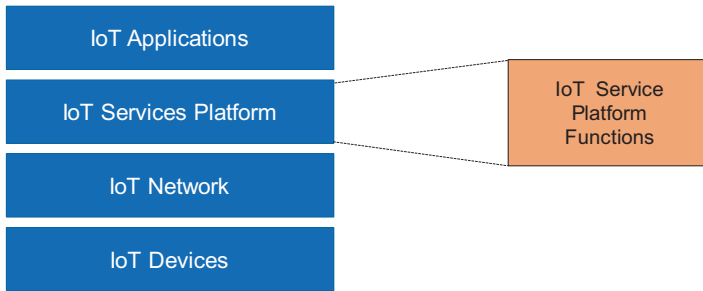 IoT Applications
IoT Services Platform
IoT Service
Platform
Functions
IoT Network
IoT Devices